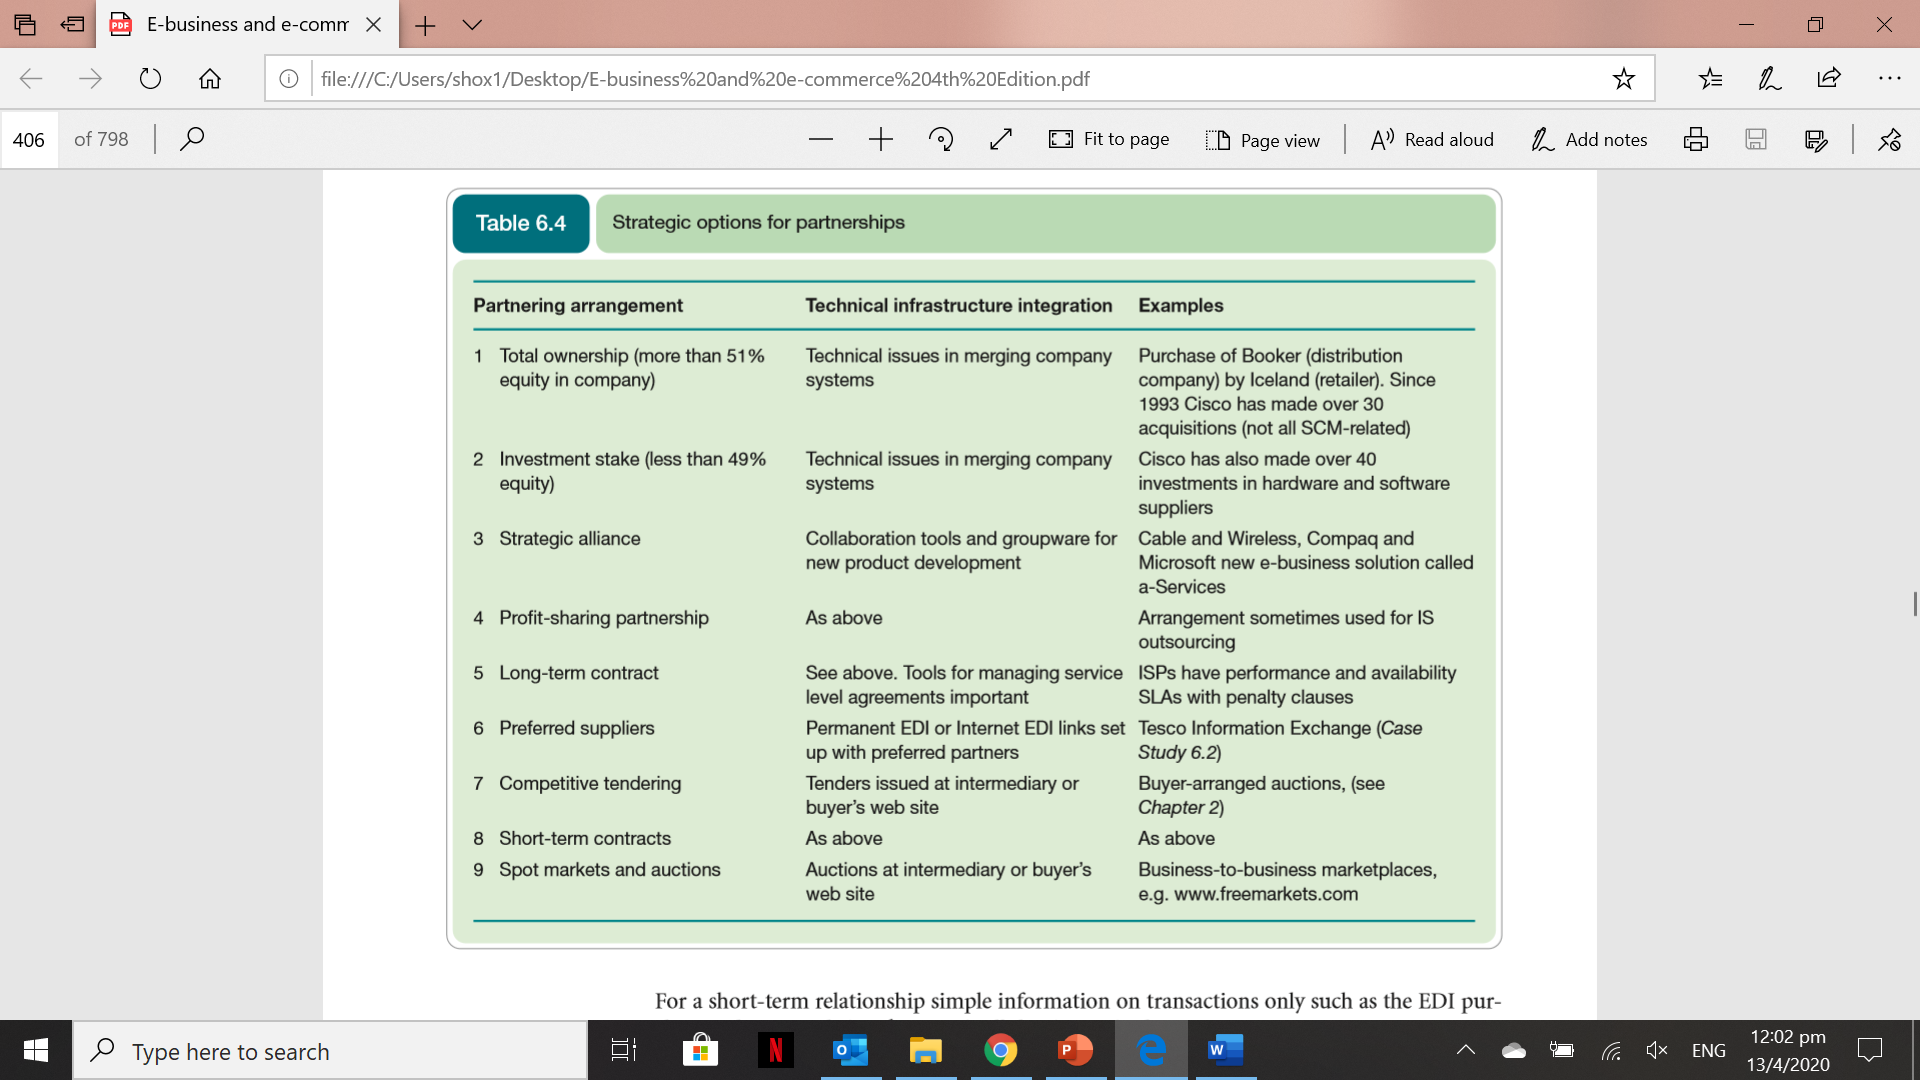 E-business and e-comm
file:///C:/Users/shox1/Desktop/E-business%20and%20e-commerce%204th%20Edition.pdf
406 of 798
Fit to page
Page view
Read aloud
Add notes
Table 6.4
Strategic options for partnerships
Partnering arrangement Technical infrastructure integration Examples
1 Total ownership (more than 51% Technical issues in merging company Purchase of Booker (distribution
equity in company) systems company) by Iceland (retailer). Since
1993 Cisco has made over 30
acquisitions (not all SCM-related)
2 Investment stake (less than 49% Technical issues in merging company Cisco has also made over 40
equity) systems investments in hardware and software
suppliers
3 Strategic alliance Collaboration tools and groupware for Cable and Wireless, Compaq and
new product development Microsoft new e-business solution called
a-Services
4 Profit-sharing partnership As above Arrangement sometimes used for IS
outsourcing
5 Long-term contract See above. Tools for managing service ISPs have performance and availability
level agreements important SLAs with penalty clauses
6 Preferred suppliers Permanent EDI or Internet EDI links set Tesco Information Exchange (Case
up with preferred partners Study 6.2)
7 Competitive tendering Tenders issued at intermediary or Buyer-arranged auctions, (see
buyer's web site Chapter 2)
8 Short-term contracts As above As above
9 Spot markets and auctions Auctions at intermediary or buyer's Business-to-business marketplaces,
web site e.g. www.freemarkets.com
For a short-term relationship simple information on transactions only such as the EDI pur-
Type here to search
ENG
12:02 pm
13/4/2020